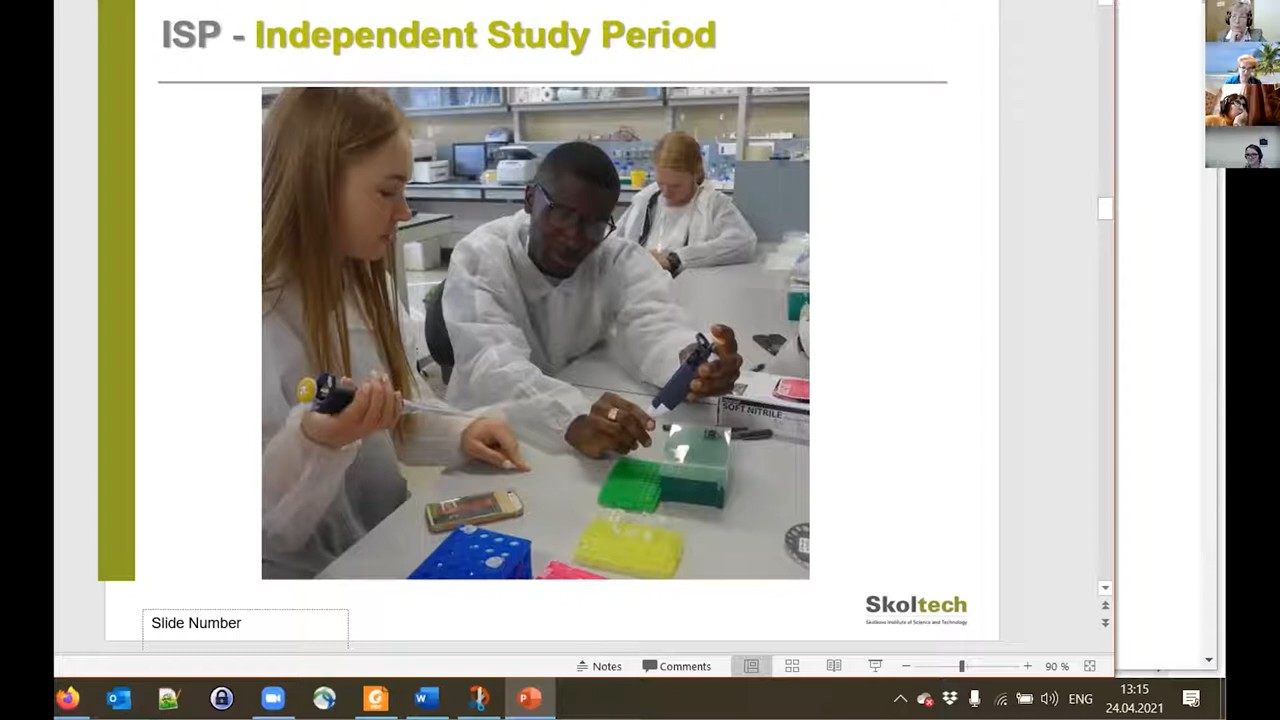 ISP - Independent Study Period
SOFT NITRILE
Skoltech
Skolkovo Institute of Science and Technology
Slide Number
Notes
Comments
90 %
ENG
13:15
24.04.2021